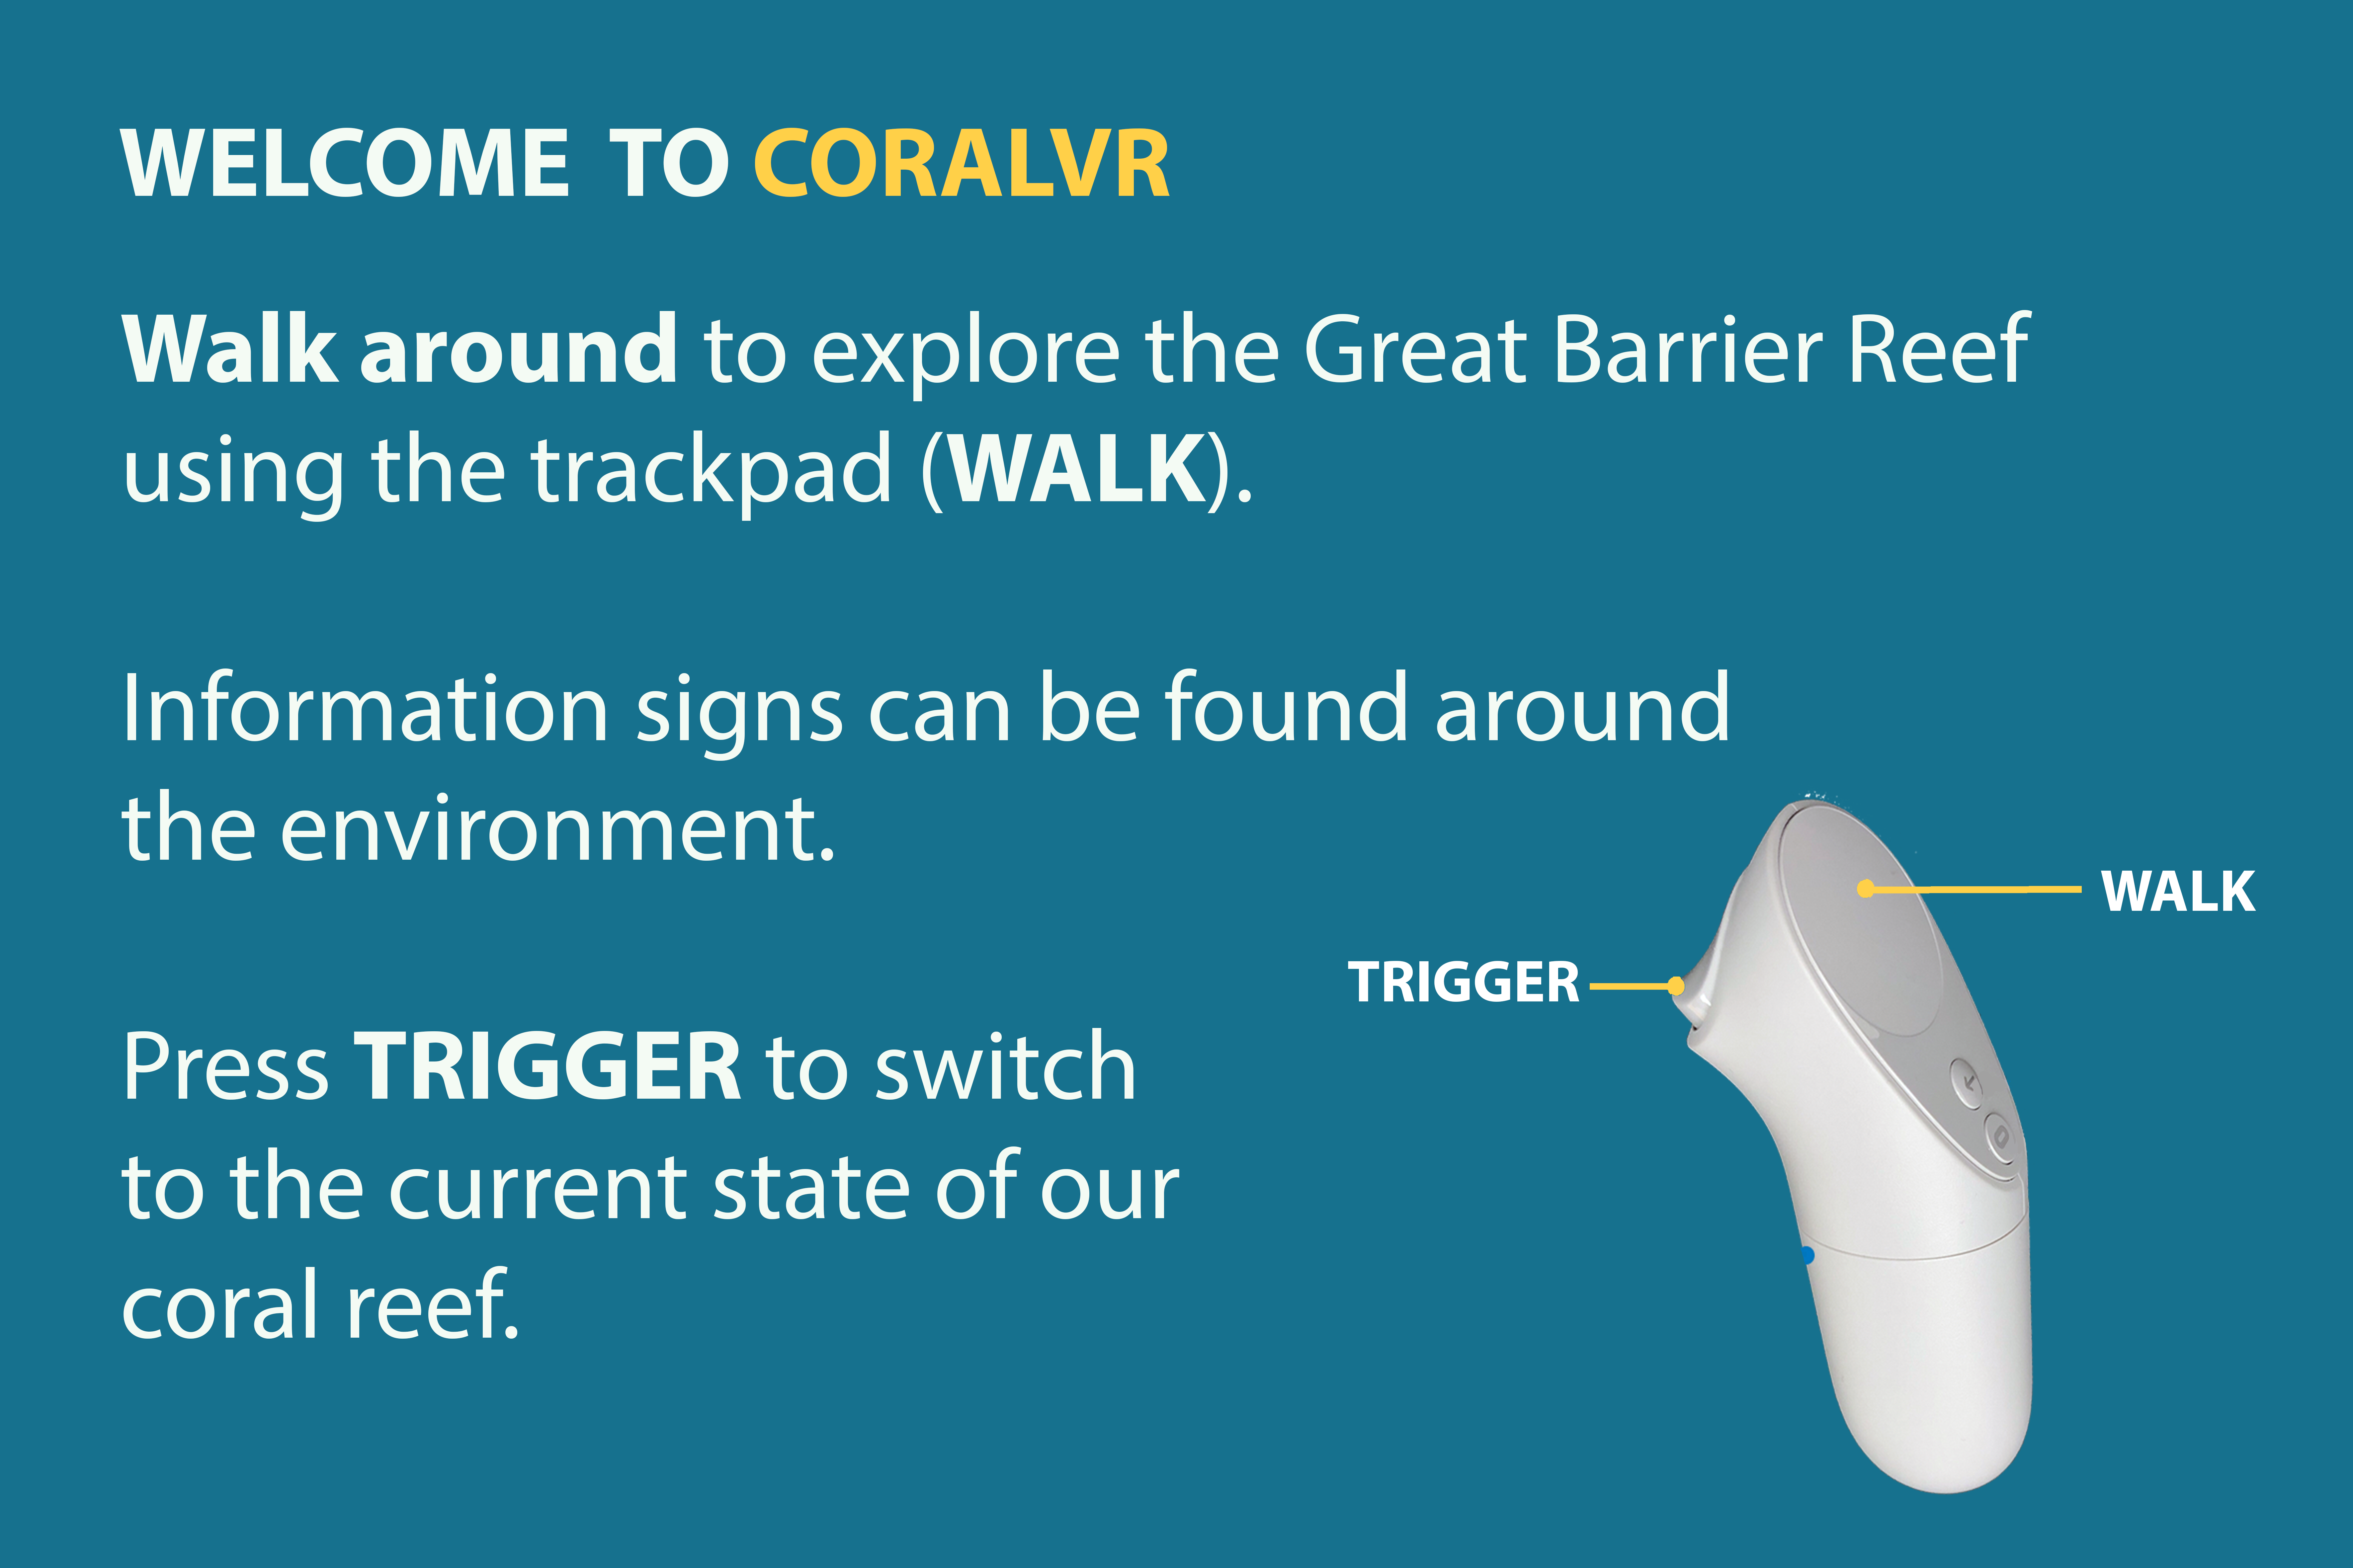 WELCOME TO CORALVR
Walk around to explore the Great Barrier Reef
using the trackpad (WALK).
Information signs can be found around
the environment.
WALK
TRIGGER
Press TRIGGER to switch
to the current state of our
coral reef.